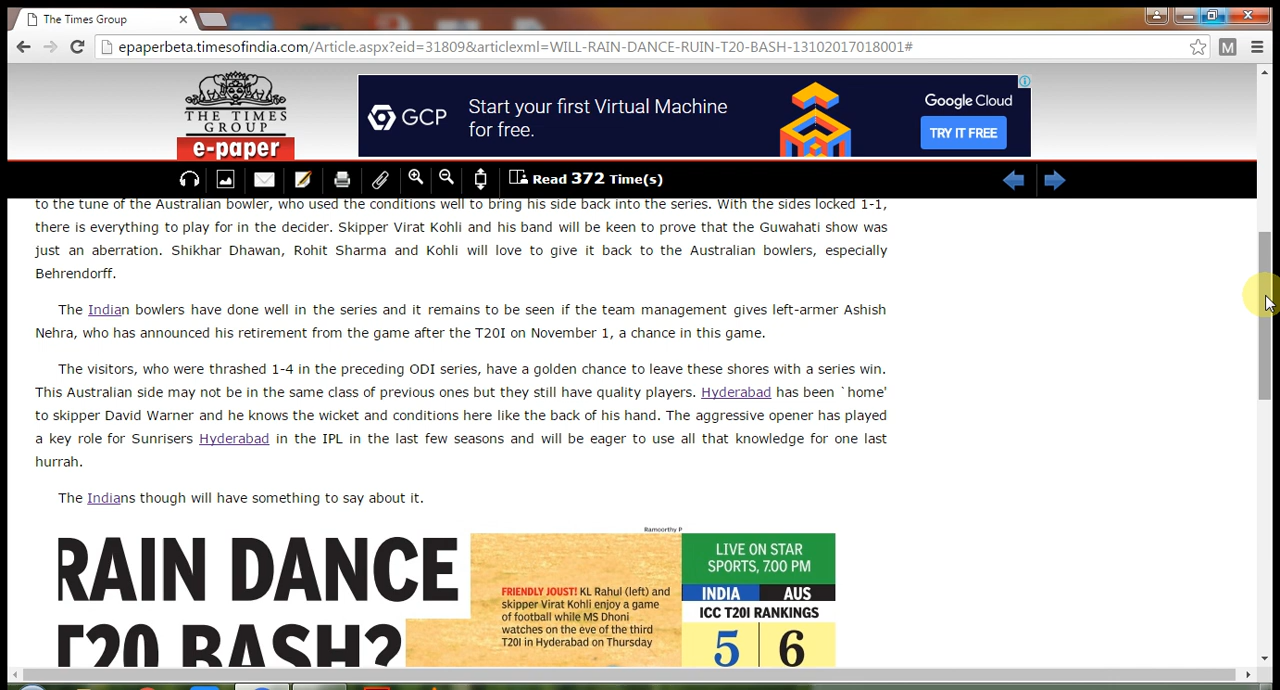 The Times Group
epaperbeta.timesofindia.com/Article.aspx?eid=31809&articlexml=WILL-RAIN-DANCE-RUIN-T20-BASH-13102017018001#
M
THE TIMES
GROUP
e-paper
GCP
Start your first Virtual Machine
for free.
Google Cloud
TRY IT FREE
Read 372 Time(s)
to the tune of the Australian bowler, who used the conditions well to bring his side back into the series. With the sides locked 1-1,
there is everything to play for in the decider. Skipper Virat Kohli and his band will be keen to prove that the Guwahati show was
just an aberration. Shikhar Dhawan, Rohit Sharma and Kohli will love to give it back to the Australian bowlers, especially
Behrendorff.
The Indian bowlers have done well in the series and it remains to be seen if the team management gives left-armer Ashish
Nehra, who has announced his retirement from the game after the T20I on November 1, a chance in this game.
The visitors, who were thrashed 1-4 in the preceding ODI series, have a golden chance to leave these shores with a series win.
This Australian side may not be in the same class of previous ones but they still have quality players. Hyderabad has been `home'
to skipper David Warner and he knows the wicket and conditions here like the back of his hand. The aggressive opener has played
a key role for Sunrisers Hyderabad in the IPL in the last few seasons and will be eager to use all that knowledge for one last
hurrah.
The Indians though will have something to say about it.
Ramoorthy P
RAIN DANCE
T20 BASH?
FRIENDLY JOUST! KL Rahul (left) and
skipper Virat Kohli enjoy a game
of football while MS Dhoni
watches on the eve of the third
T20I in Hyderabad on Thursday
LIVE ON STAR
SPORTS, 7.00 PM
INDIA AUS
ICC T20I RANKINGS
5 6